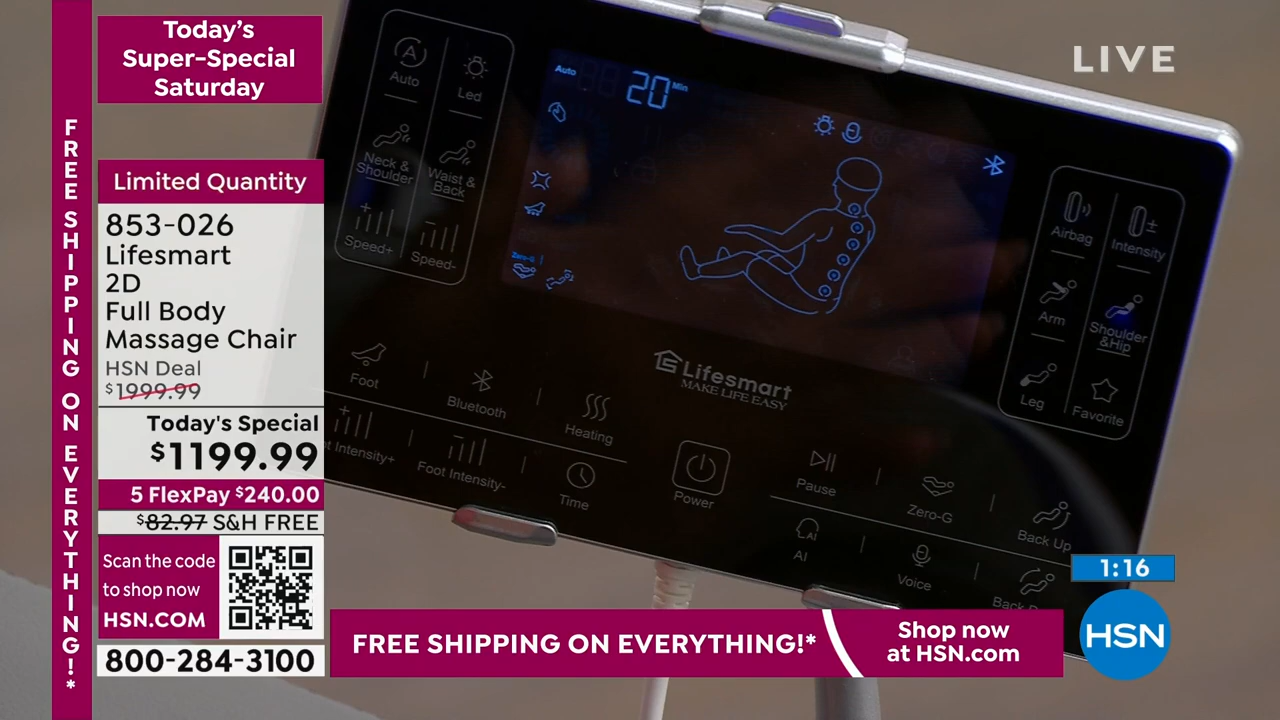 Today's
Super-Special
Saturday
FREE SHIPPING ON EVERYTHING!*
Limited Quantity
853-026
Lifesmart
2D
Full Body
Massage Chair
HSN Deal
$1999.99
Today's Special
$1199.99
5 FlexPay $240.00
$82.97 S&H FREE
Scan the code
to shop now
HSN.COM
800-284-3100
LIVE
Auto
Led
Neck &
Shoulder
Waist &
Back
Speed+
Speed-
Auto
20 Min
Zero-G
Airbag
Intensity
Arm
Shoulder
&Hip
Leg
Favorite
Lifesmart
MAKE LIFE EASY
Foot
Bluetooth
Heating
Intensity+
Foot Intensity-
Time
Power
Pause
Zero-G
Back Up
AI
AI
Voice
Back
1:16
FREE SHIPPING ON EVERYTHING!*
Shop now
at HSN.com
HSN